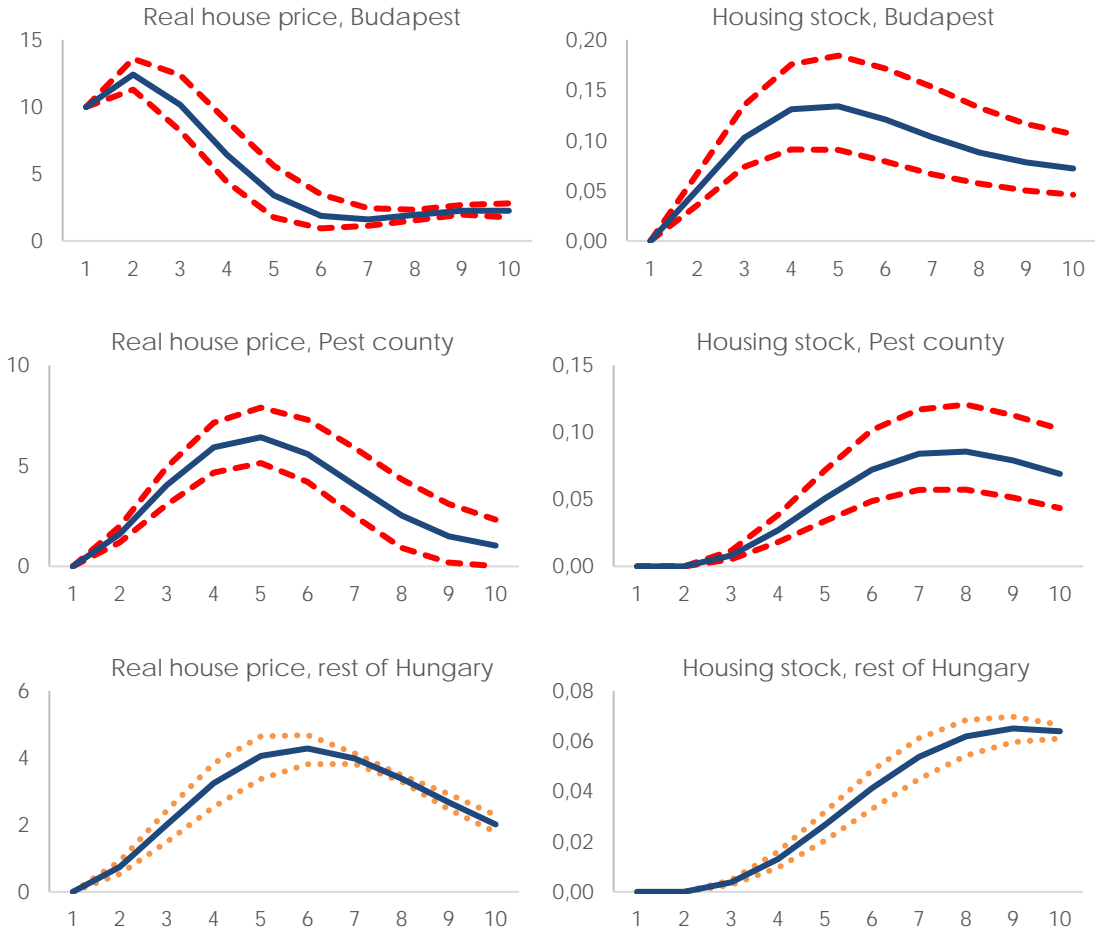 Real house price, Budapest
15
10
5
0
1 2 3 4 5 6 7 8 9 10
Housing stock, Budapest
0,20
0,15
0,10
0,05
0,00
1 2 3 4 5 6 7 8 9 10
Real house price, Pest county
10
5
0
1 2 3 4 5 6 7 8 9 10
Housing stock, Pest county
0,15
0,10
0,05
0,00
1 2 3 4 5 6 7 8 9 10
Real house price, rest of Hungary
6
4
2
0
1 2 3 4 5 6 7 8 9 10
Housing stock, rest of Hungary
0,08
0,06
0,04
0,02
0,00
1 2 3 4 5 6 7 8 9 10